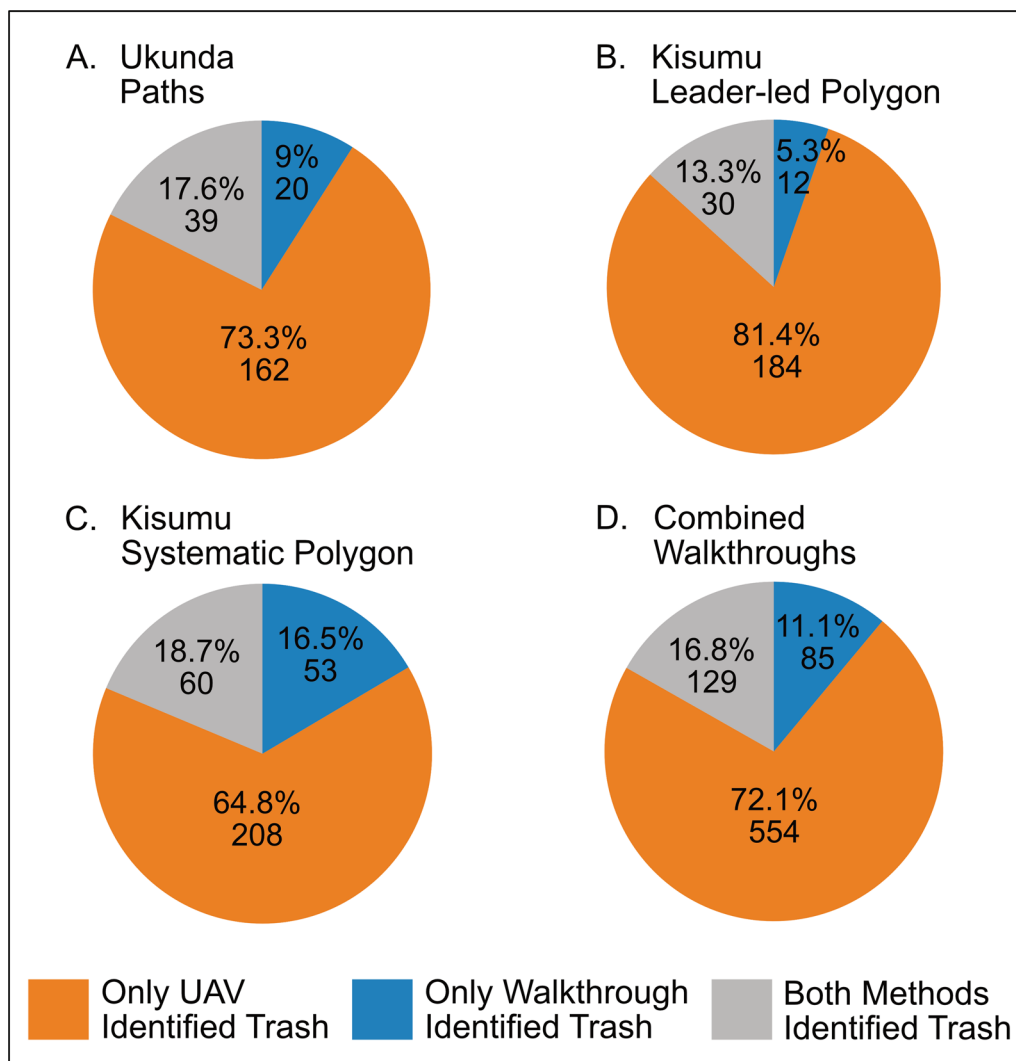 A. Ukunda
Paths
9%
20
17.6%
39
73.3%
162
B. Kisumu
Leader-led Polygon
5.3%
12
13.3%
30
81.4%
184
C. Kisumu
Systematic Polygon
16.5%
53
18.7%
60
64.8%
208
D. Combined
Walkthroughs
11.1%
85
16.8%
129
72.1%
554
Only UAV
Identified Trash
Only Walkthrough
Identified Trash
Both Methods
Identified Trash